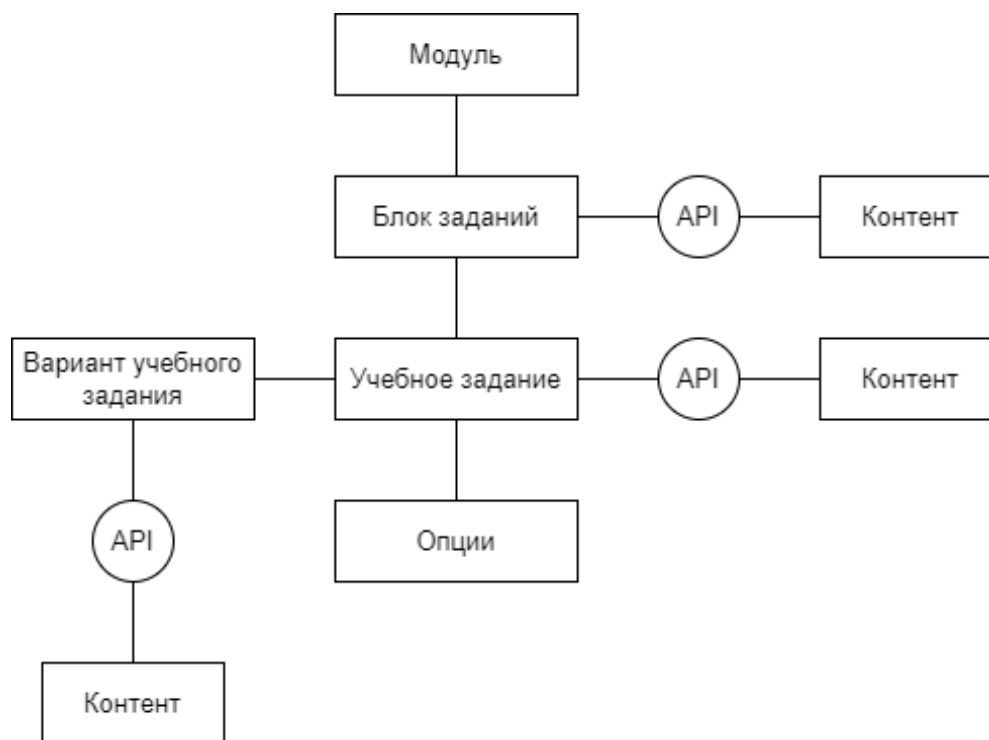 Модуль
Блок заданий
API
Контент
Вариант учебного
задания
Учебное задание
API
Контент
API
Опции
Контент